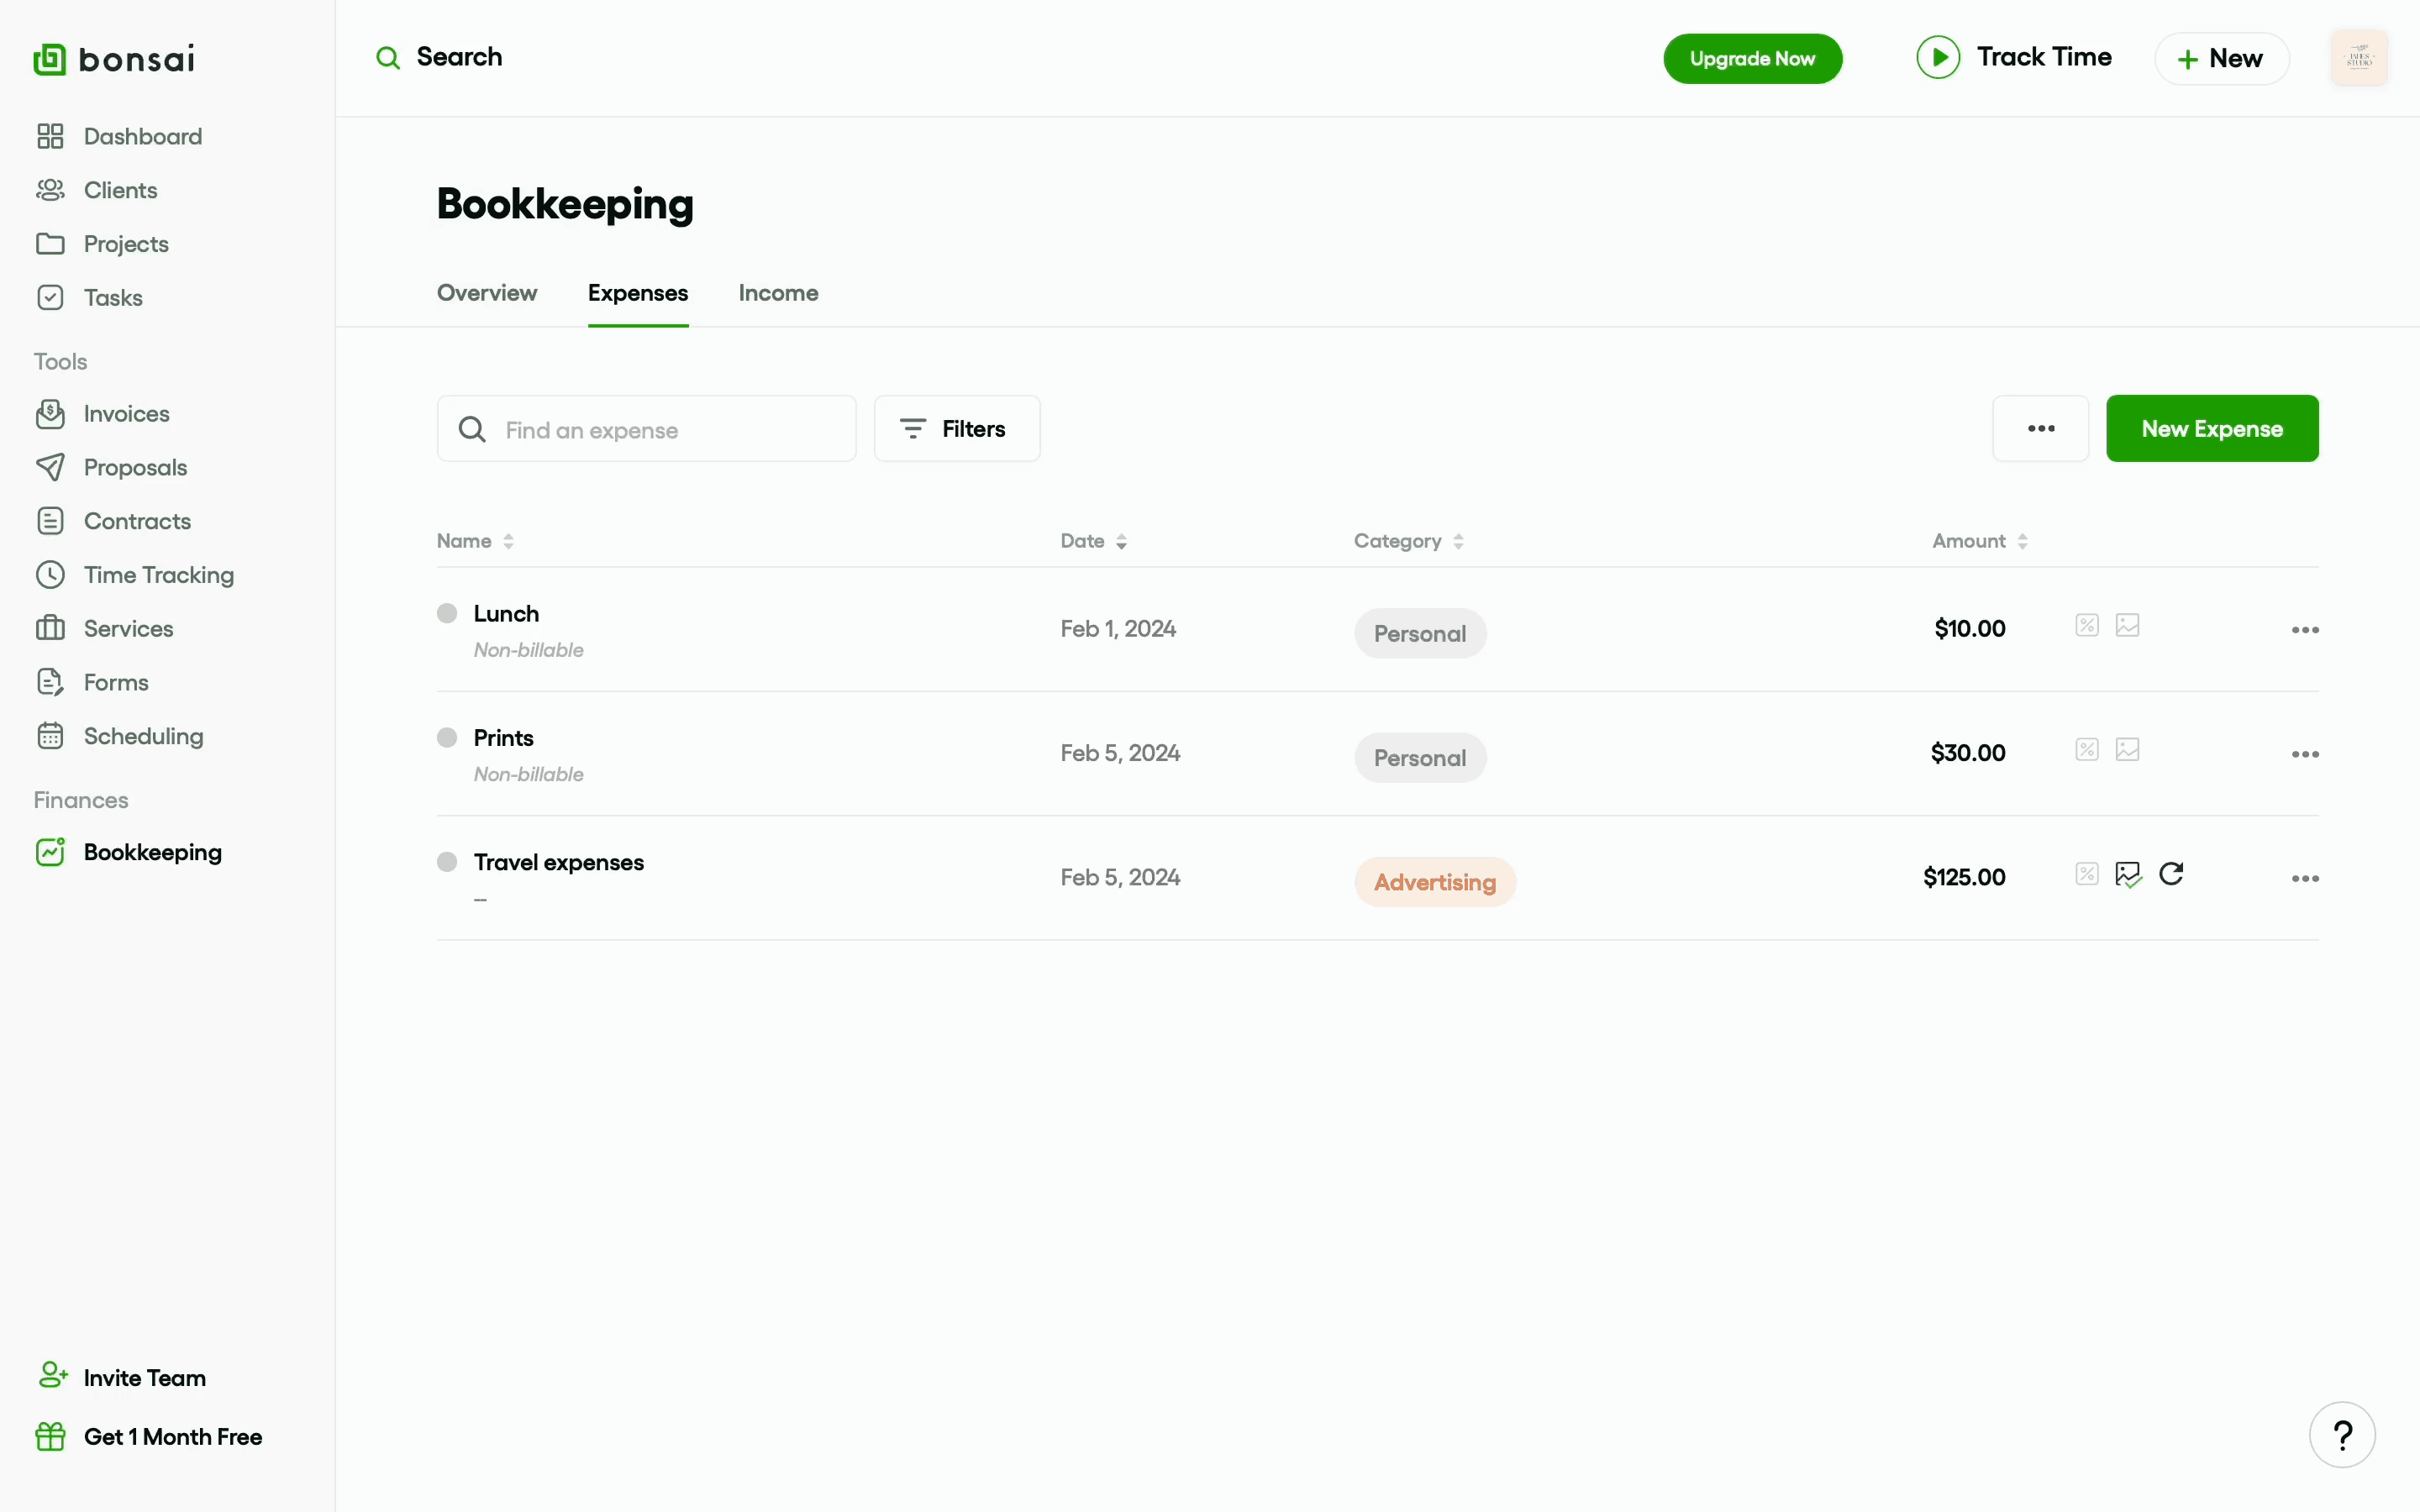 bonsai
Search
Upgrade Now
Track Time
New
Dashboard
Clients
Projects
Tasks
Tools
Invoices
Proposals
Contracts
Time Tracking
Services
Forms
Scheduling
Finances
Bookkeeping
Invite Team
Get 1 Month Free
Bookkeeping
Overview Expenses Income
Find an expense Filters ••• New Expense
Name Date Category Amount
Lunch Feb 1, 2024 Personal $10.00
Non-billable
Prints Feb 5, 2024 Personal $30.00
Non-billable
Travel expenses Feb 5, 2024 Advertising $125.00
–
?